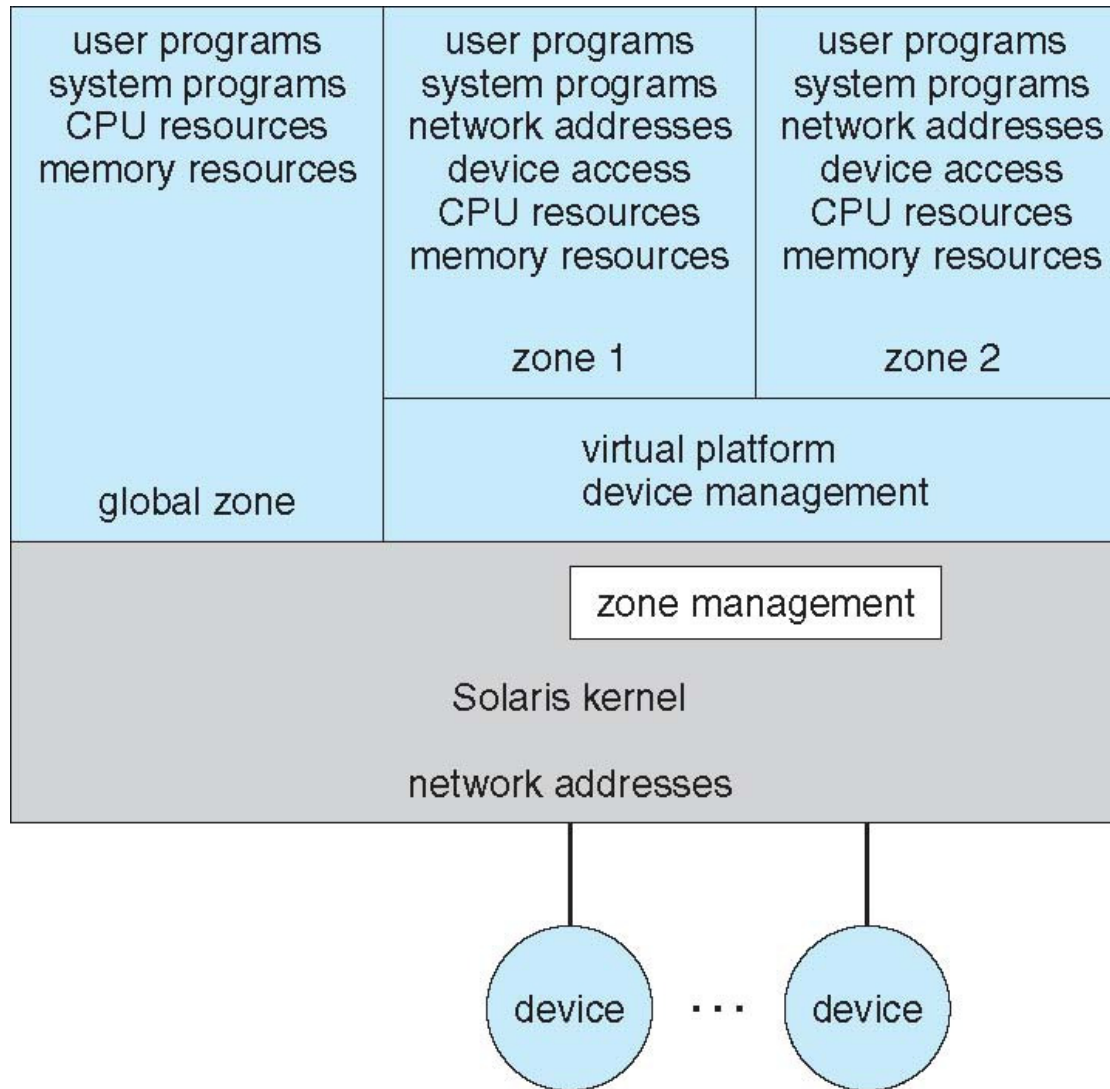 user programs
system programs
CPU resources
memory resources
global zone
user programs
system programs
network addresses
device access
CPU resources
memory resources
zone 1
user programs
system programs
network addresses
device access
CPU resources
memory resources
zone 2
virtual platform
device management
zone management
Solaris kernel
network addresses
device
...
device